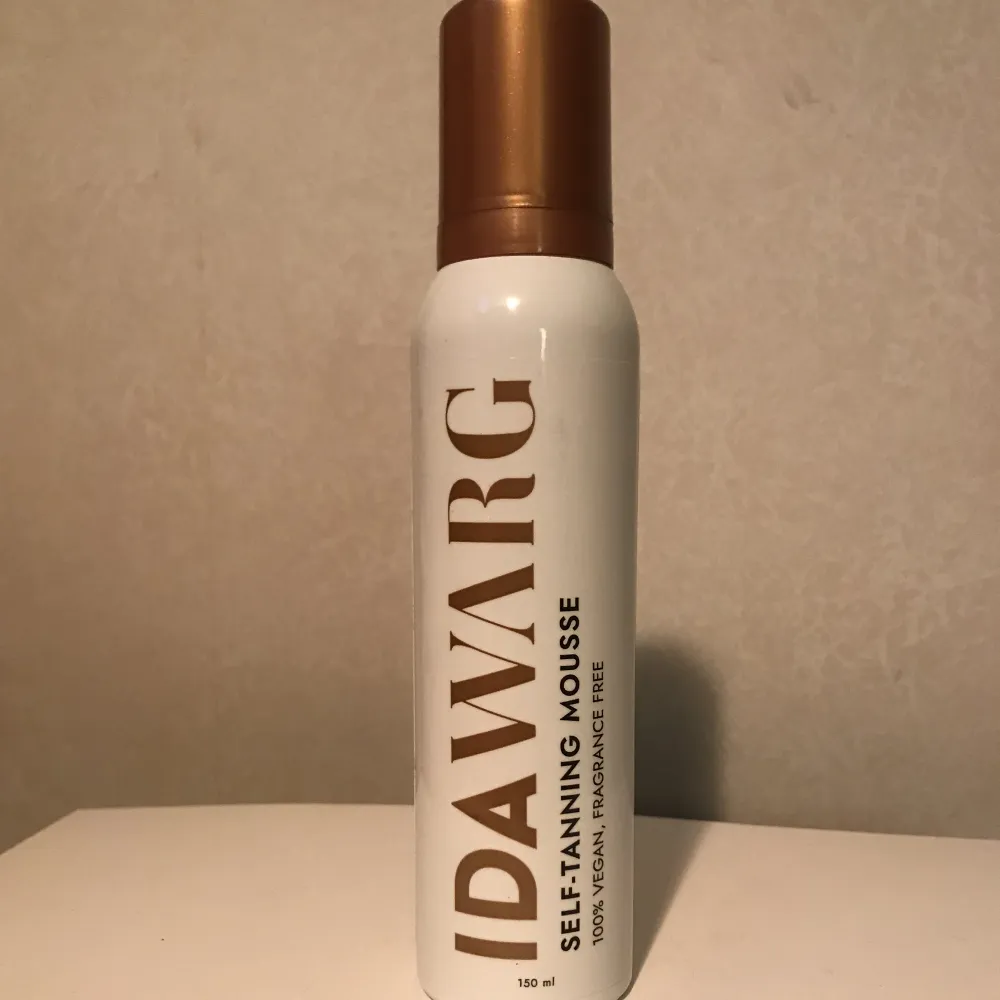 IDAWARG
SELF-TANNING MOUSSE
100% VEGAN, FRAGRANCE FREE
150 ml